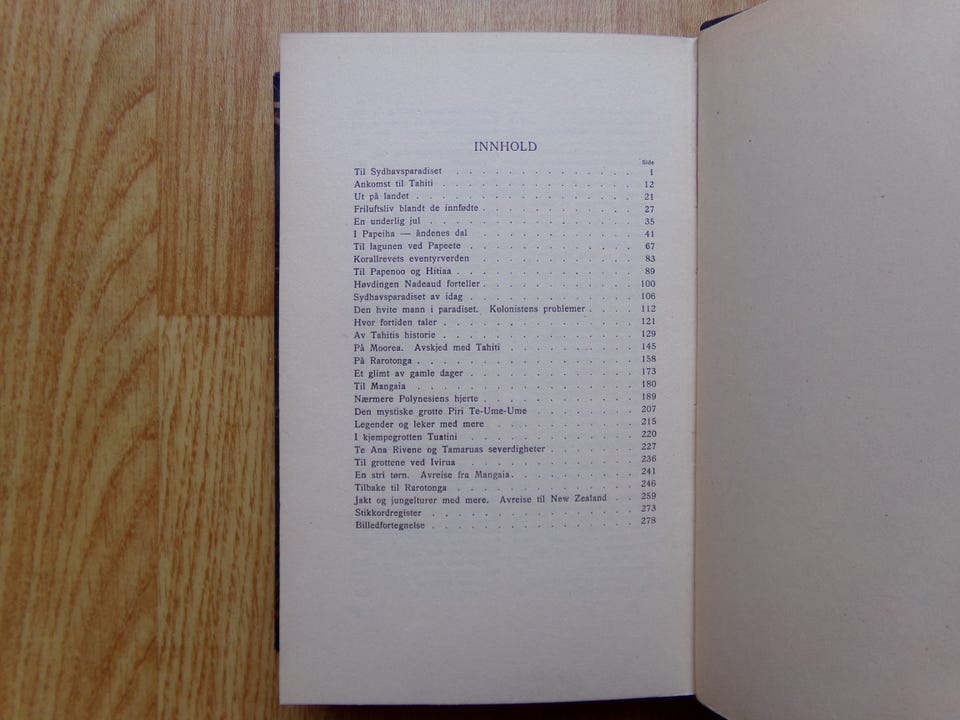 INNHOLD
Side
Til Sydhavsparadiset . . . . . . . . . . . . . . 1
Ankomst til Tahiti . . . . . . . . . . . . . . . 12
Ut på landet . . . . . . . . . . . . . . . . . 21
Friluftsliv blandt de innfødte . . . . . . . . . . . . 27
En underlig jul . . . . . . . . . . . . . . . . 35
I Papeiha — åndenes dal . . . . . . . . . . . . . 41
Til lagunen ved Papeete . . . . . . . . . . . . . 67
Korallrevets eventyrverden . . . . . . . . . . . . . 83
Til Papenoo og Hitiaa . . . . . . . . . . . . . . 89
Høvdingen Nadeaud forteller . . . . . . . . . . . . 100
Sydhavsparadiset av idag . . . . . . . . . . . . . 106
Den hvite mann i paradiset. Kolonistens problemer . . . . 112
Hvor fortiden taler . . . . . . . . . . . . . . . 121
Av Tahitis historie . . . . . . . . . . . . . . . 129
På Moorea. Avskjed med Tahiti . . . . . . . . . . 145
På Rarotonga . . . . . . . . . . . . . . . . . 158
Et glimt av gamle dager . . . . . . . . . . . . . 173
Til Mangaia . . . . . . . . . . . . . . . . . 180
Nærmere Polynesiens hjerte . . . . . . . . . . . . 189
Den mystiske grotte Piri Te-Ume-Ume . . . . . . . . 207
Legender og leker med mere . . . . . . . . . . . . 215
I kjempegrotten Tuatini . . . . . . . . . . . . . 220
Te Ana Rivene og Tamaruas severdigheter . . . . . . . 227
Til grottene ved Ivirua . . . . . . . . . . . . . . 236
En stri tørn. Avreise fra Mangaia . . . . . . . . . . 241
Tilbake til Rarotonga . . . . . . . . . . . . . . 246
Jakt og jungelturer med mere. Avreise til New Zealand . . 259
Stikkordregister . . . . . . . . . . . . . . . . 273
Billedfortegnelse . . . . . . . . . . . . . . . . 278